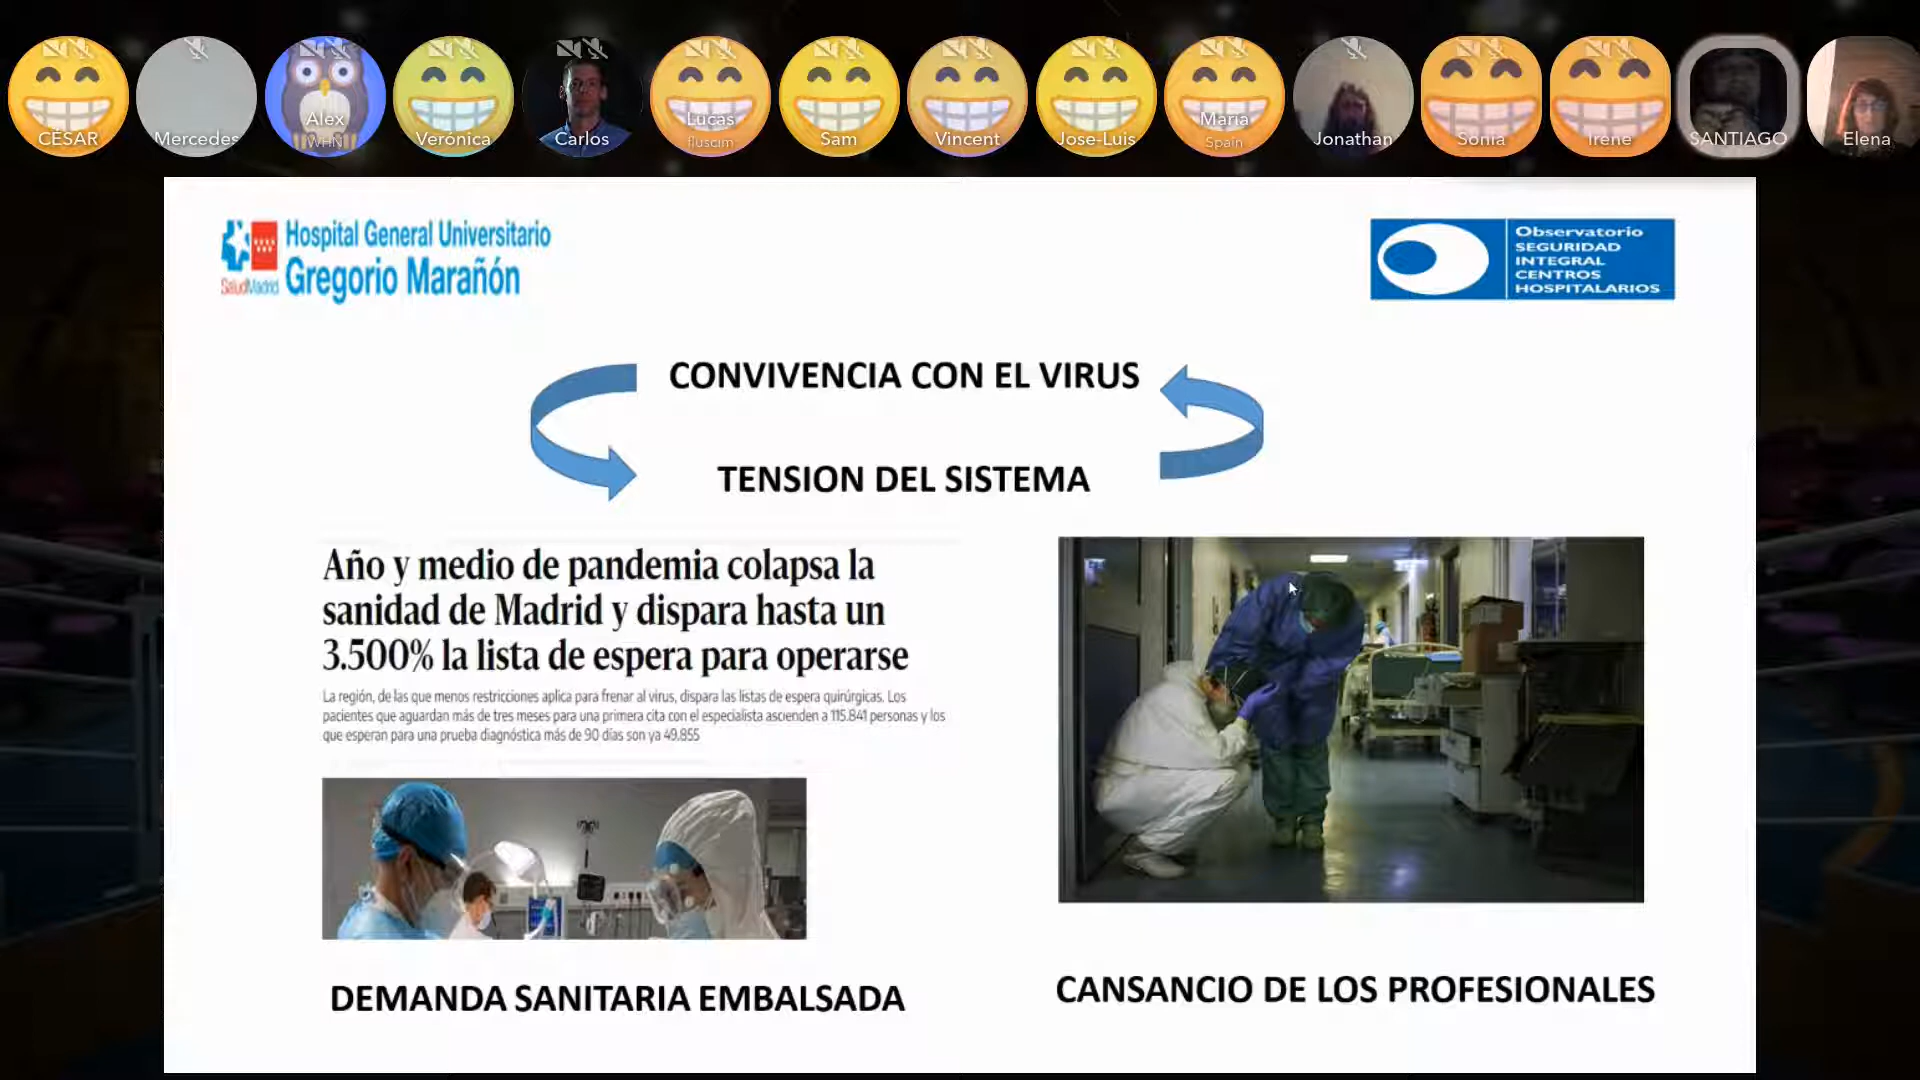 CÉSAR
Mercedes
Alex
WHN
Verónica
Carlos
Lucas
fluscim
Sam
Vincent
Jose-Luis
Maria
Spain
Jonathan
Sonia
Irene
SANTIAGO
Elena
SaludMadrid
Hospital General Universitario
Gregorio Marañón
Observatorio
SEGURIDAD
INTEGRAL
CENTROS
HOSPITALARIOS
CONVIVENCIA CON EL VIRUS
TENSION DEL SISTEMA
Año y medio de pandemia colapsa la
sanidad de Madrid y dispara hasta un
3.500% la lista de espera para operarse
La región, de las que menos restricciones aplica para frenar al virus, dispara las listas de espera quirúrgicas. Los
pacientes que aguardan más de tres meses para una primera cita con el especialista ascienden a 115.841 personas y los
que esperan para una prueba diagnóstica más de 90 días son ya 49.855
DEMANDA SANITARIA EMBALSADA
CANSANCIO DE LOS PROFESIONALES